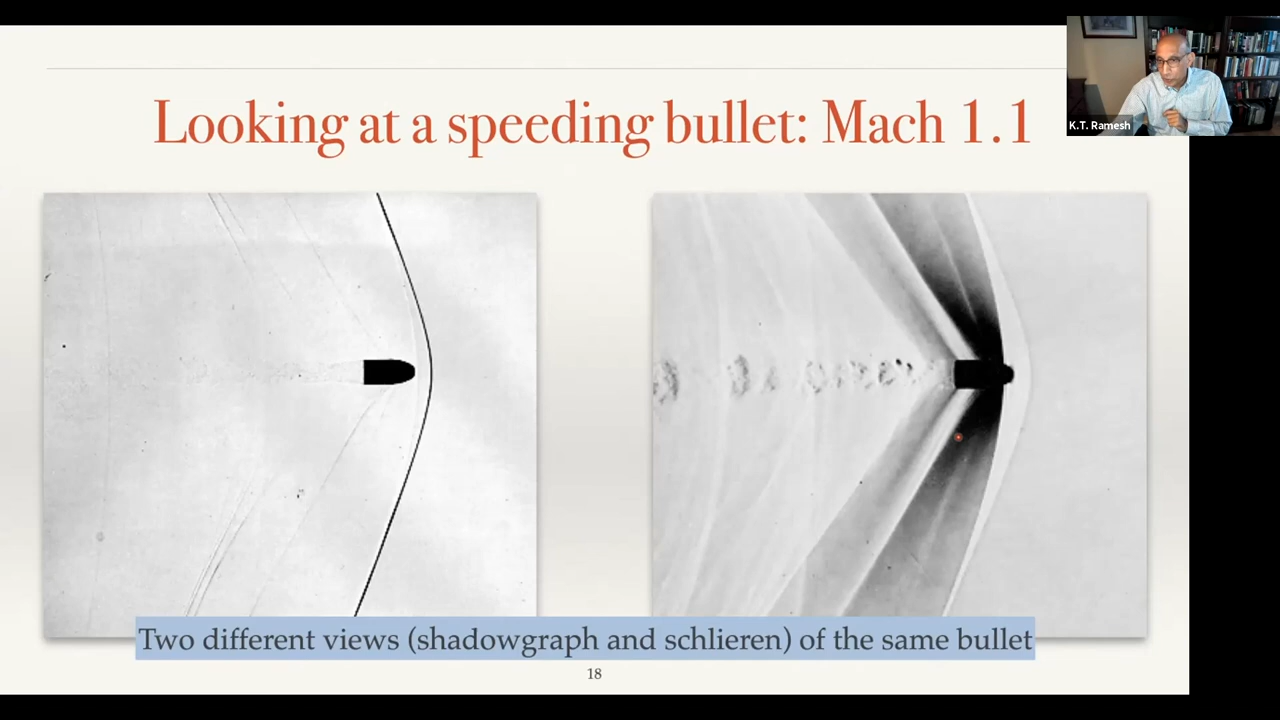 Looking at a speeding bullet: Mach 1.1
K.T. Ramesh
Two different views (shadowgraph and schlieren) of the same bullet
18